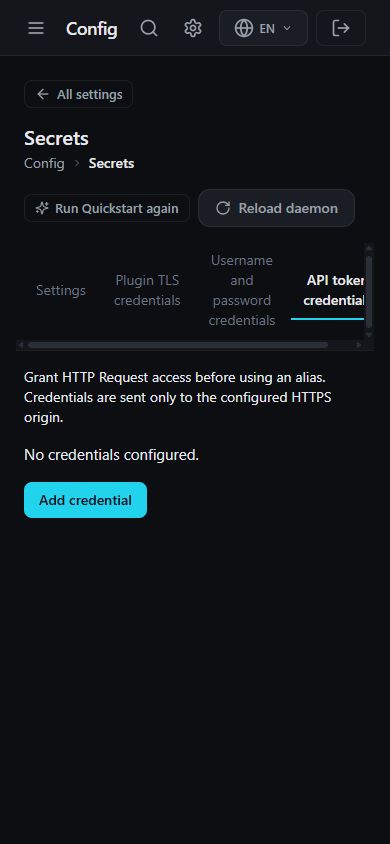 Config
EN
All settings
Secrets
Config > Secrets
Run Quickstart again
Reload daemon
Settings
Plugin TLS
credentials
Username
and
password
credentials
API token
credential
Grant HTTP Request access before using an alias.
Credentials are sent only to the configured HTTPS
origin.
No credentials configured.
Add credential